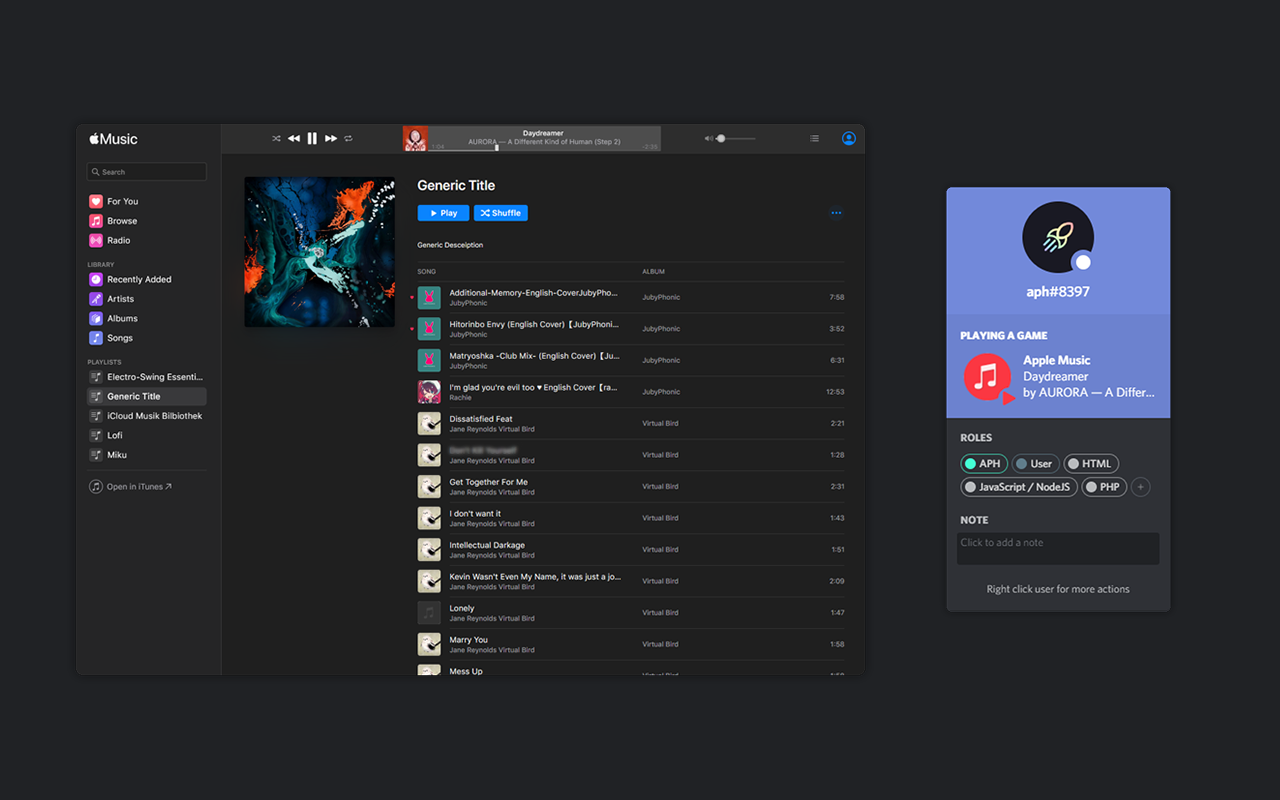 Music
Search
For You
Browse
Radio
LIBRARY
Recently Added
Artists
Albums
Songs
PLAYLISTS
Electro-Swing Essenti...
Generic Title
iCloud Musik Bilbiothek
Lofi
Miku
Open in iTunes
Daydreamer
AURORA — A Different Kind of Human (Step 2)
1:04
-2:35
Generic Title
Play
Shuffle
Generic Desceiption
SONG ALBUM
Additional-Memory-English-CoverJubyPho...
JubyPhonic
JubyPhonic
7:58
Hitorinbo Envy (English Cover)【JubyPhoni...
JubyPhonic
JubyPhonic
3:52
Matryoshka -Club Mix- (English Cover)【Ju...
JubyPhonic
JubyPhonic
6:31
I'm glad you're evil too ♥ English Cover【ra...
Rachie
JubyPhonic
12:53
Dissatisfied Feat
Jane Reynolds Virtual Bird
Virtual Bird
2:21
Jane Reynolds Virtual Bird
Virtual Bird
1:28
Get Together For Me
Jane Reynolds Virtual Bird
Virtual Bird
2:31
I don't want it
Jane Reynolds Virtual Bird
Virtual Bird
1:43
Intellectual Darkage
Jane Reynolds Virtual Bird
Virtual Bird
1:51
Kevin Wasn't Even My Name, it was just a jo...
Jane Reynolds Virtual Bird
Virtual Bird
2:09
Lonely
Jane Reynolds Virtual Bird
Virtual Bird
1:47
Marry You
Jane Reynolds Virtual Bird
Virtual Bird
1:58
Mess Up
aph#8397
PLAYING A GAME
Apple Music
Daydreamer
by AURORA — A Differ...
ROLES
APH User HTML
JavaScript / NodeJS PHP +
NOTE
Click to add a note
Right click user for more actions